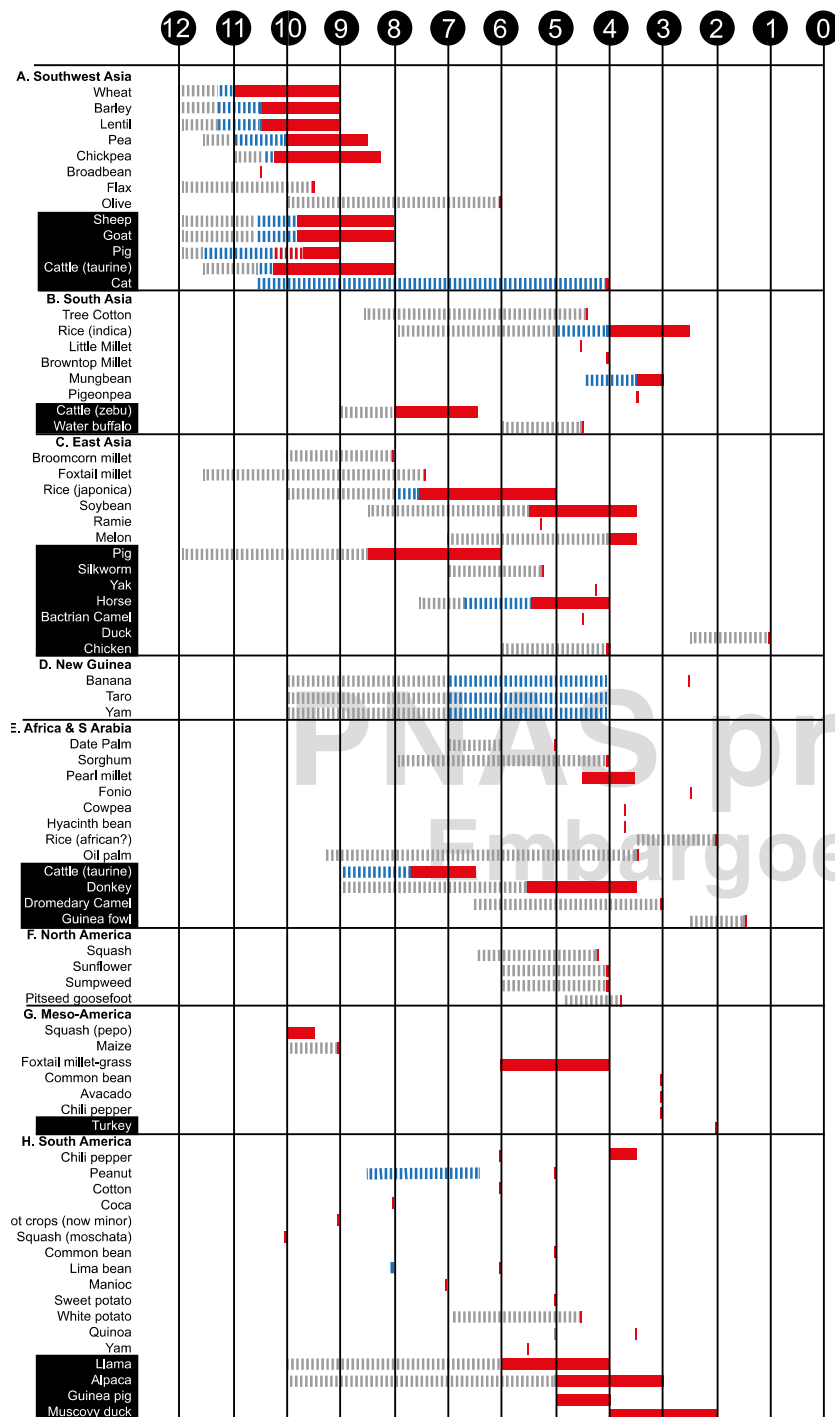 12 11 10 9 8 7 6 5 4 3 2 1 0
A. Southwest Asia
Wheat
Barley
Lentil
Pea
Chickpea
Broadbean
Flax
Olive
Sheep
Goat
Pig
Cattle (taurine)
Cat
B. South Asia
Tree Cotton
Rice (indica)
Little Millet
Browntop Millet
Mungbean
Pigeonpea
Cattle (zebu)
Water buffalo
C. East Asia
Broomcorn millet
Foxtail millet
Rice (japonica)
Soybean
Ramie
Melon
Pig
Silkworm
Yak
Horse
Bactrian Camel
Duck
Chicken
D. New Guinea
Banana
Taro
Yam
PNAS pr
E. Africa & S Arabia
Date Palm
Sorghum
Pearl millet
Fonio
Cowpea
Hyacinth bean
Rice (african?)
Embargoe
Oil palm
Cattle (taurine)
Donkey
Dromedary Camel
Guinea fowl
F. North America
Squash
Sunflower
Sumpweed
Pitseed goosefoot
G. Meso-America
Squash (pepo)
Maize
Foxtail millet-grass
Common bean
Avacado
Chili pepper
Turkey
H. South America
Chili pepper
Peanut
Cotton
Coca
ot crops (now minor)
Squash (moschata)
Common bean
Lima bean
Manioc
Sweet potato
White potato
Quinoa
Yam
Llama
Alpaca
Guinea pig
Muscovy duck